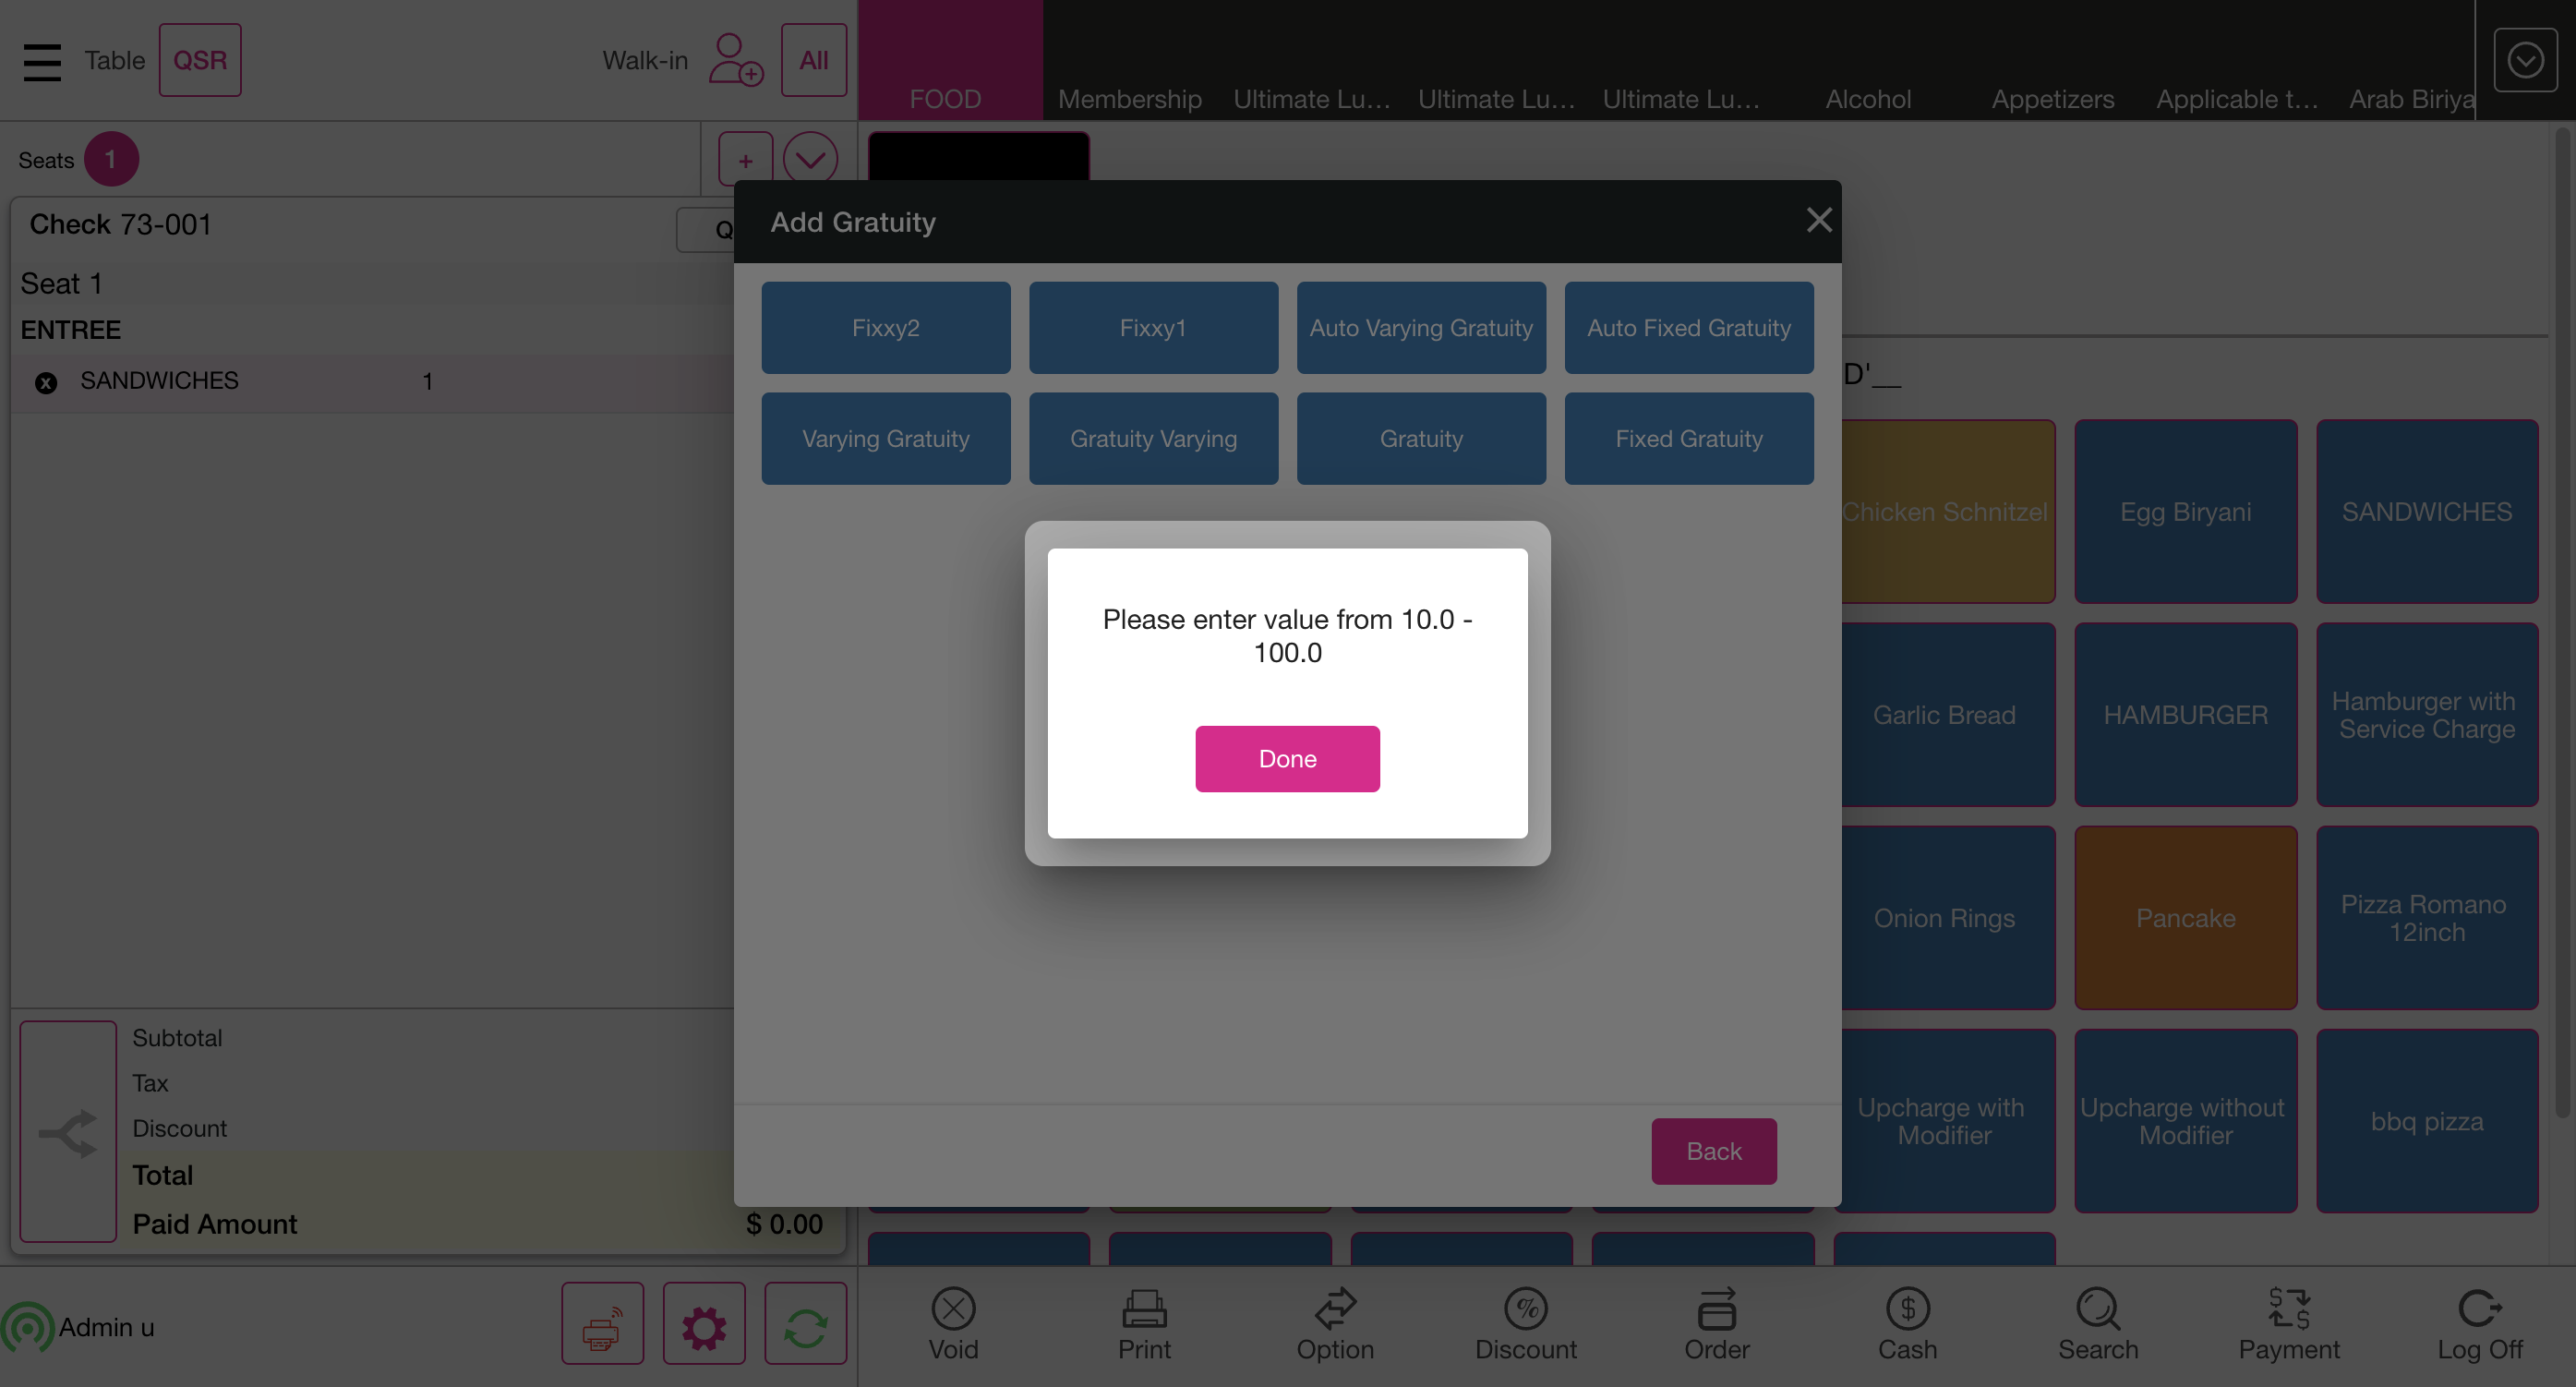 Table
QSR
Walk-in
All
FOOD
Membership
Ultimate Lu...
Ultimate Lu...
Ultimate Lu...
Alcohol
Appetizers
Applicable t...
Arab Biriya
Seats
1
+
Check 73-001
Q
Seat 1
ENTREE
x SANDWICHES 1
Subtotal
Tax
Discount
Total
Paid Amount $ 0.00
Admin u
Add Gratuity
Fixxy2
Fixxy1
Auto Varying Gratuity
Auto Fixed Gratuity
Varying Gratuity
Gratuity Varying
Gratuity
Fixed Gratuity
Please enter value from 10.0 -
100.0
Done
Back
D'__
Chicken Schnitzel
Egg Biryani
SANDWICHES
Garlic Bread
HAMBURGER
Hamburger with
Service Charge
Onion Rings
Pancake
Pizza Romano
12inch
Upcharge with
Modifier
Upcharge without
Modifier
bbq pizza
Void
Print
Option
% Discount
Order
$ Cash
Search
$ $ Payment
Log Off